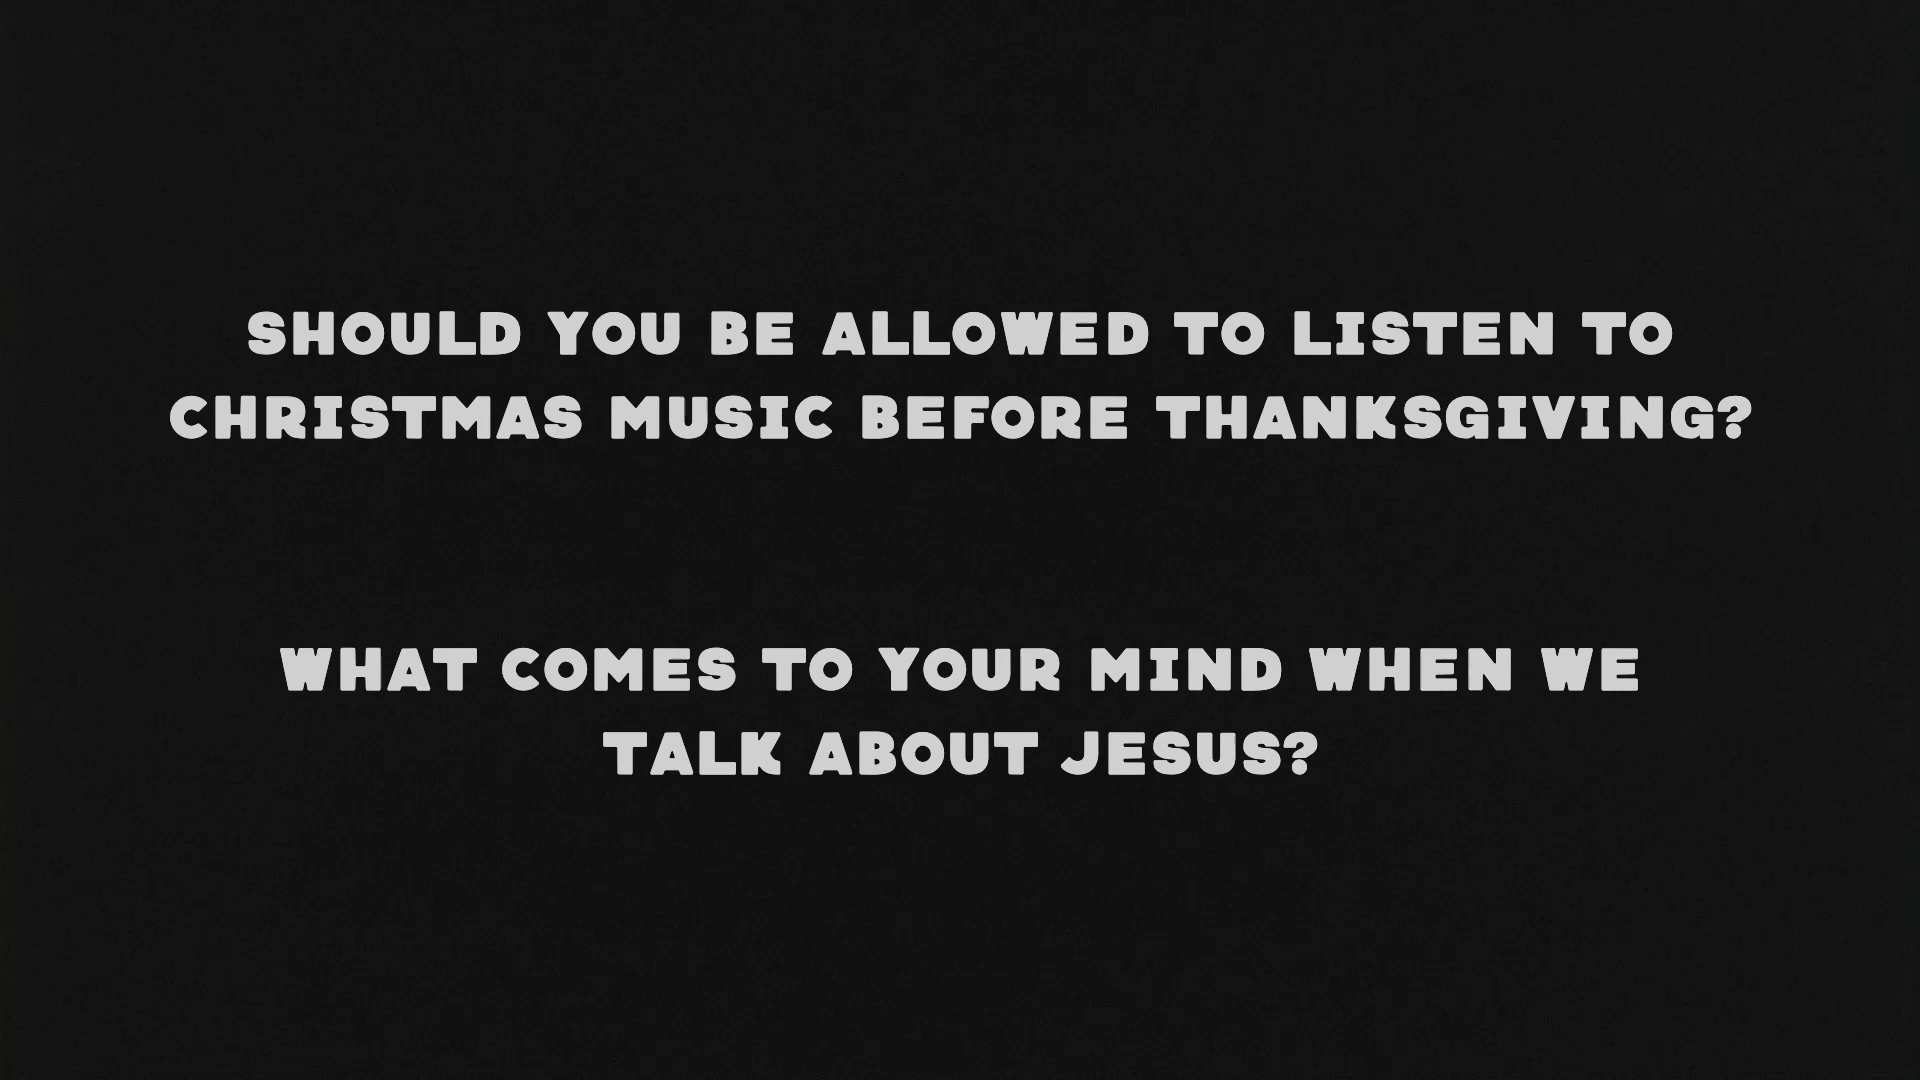 SHOULD YOU BE ALLOWED TO LISTEN TO
CHRISTMAS MUSIC BEFORE THANKSGIVING?
WHAT COMES TO YOUR MIND WHEN WE
TALK ABOUT JESUS?